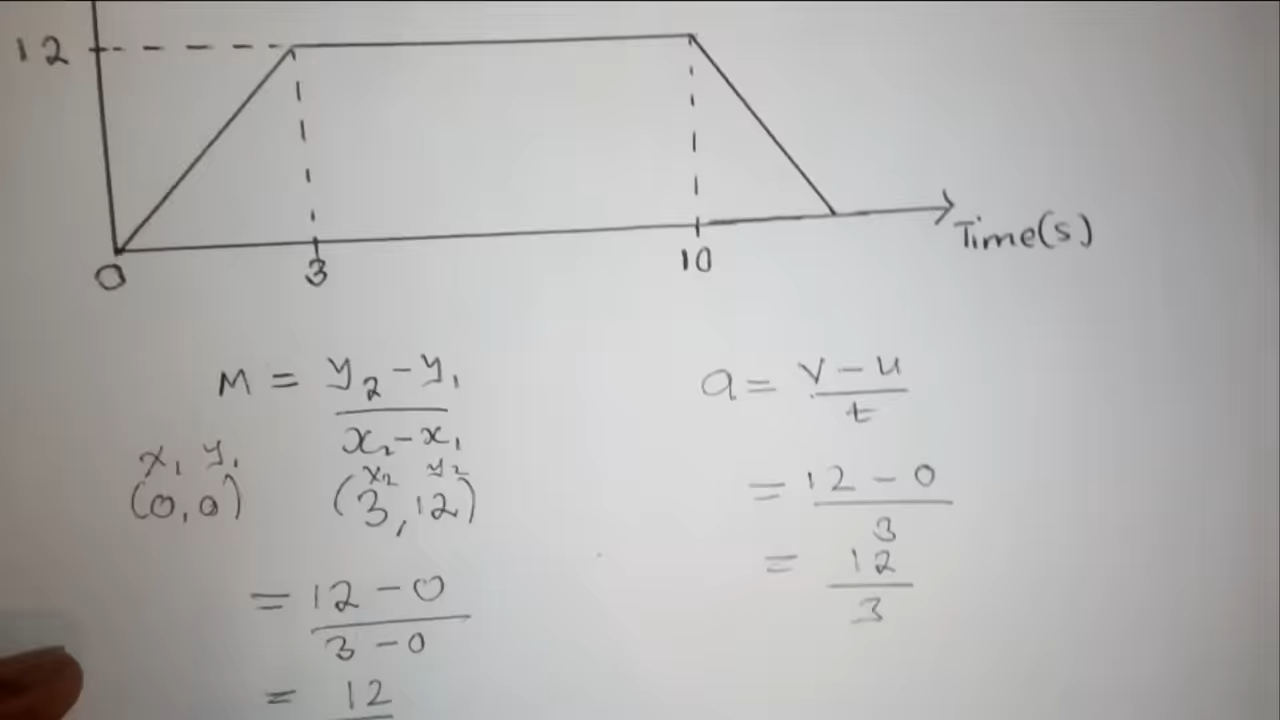 12
0 3 10 Time(s)
M = y₂ - y₁ / x₂ - x₁
x₁ y₁ x₂ y₂
(0,0) (3,12)
= 12 - 0 / 3 - 0
= 12
a = v - u / t
= 12 - 0 / 3
= 12 / 3